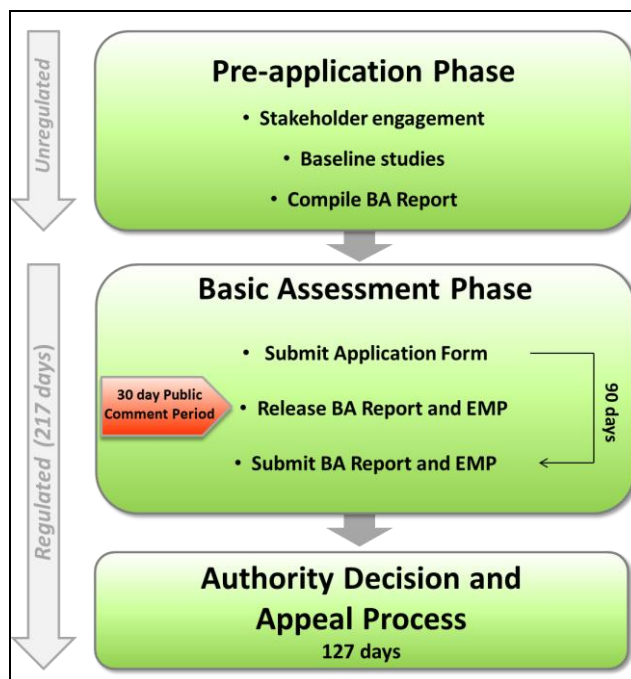 Unregulated
Pre-application Phase
• Stakeholder engagement
• Baseline studies
• Compile BA Report
Regulated (217 days)
Basic Assessment Phase
• Submit Application Form
30 day Public
Comment Period
• Release BA Report and EMP
• Submit BA Report and EMP
90 days
Authority Decision and
Appeal Process
127 days